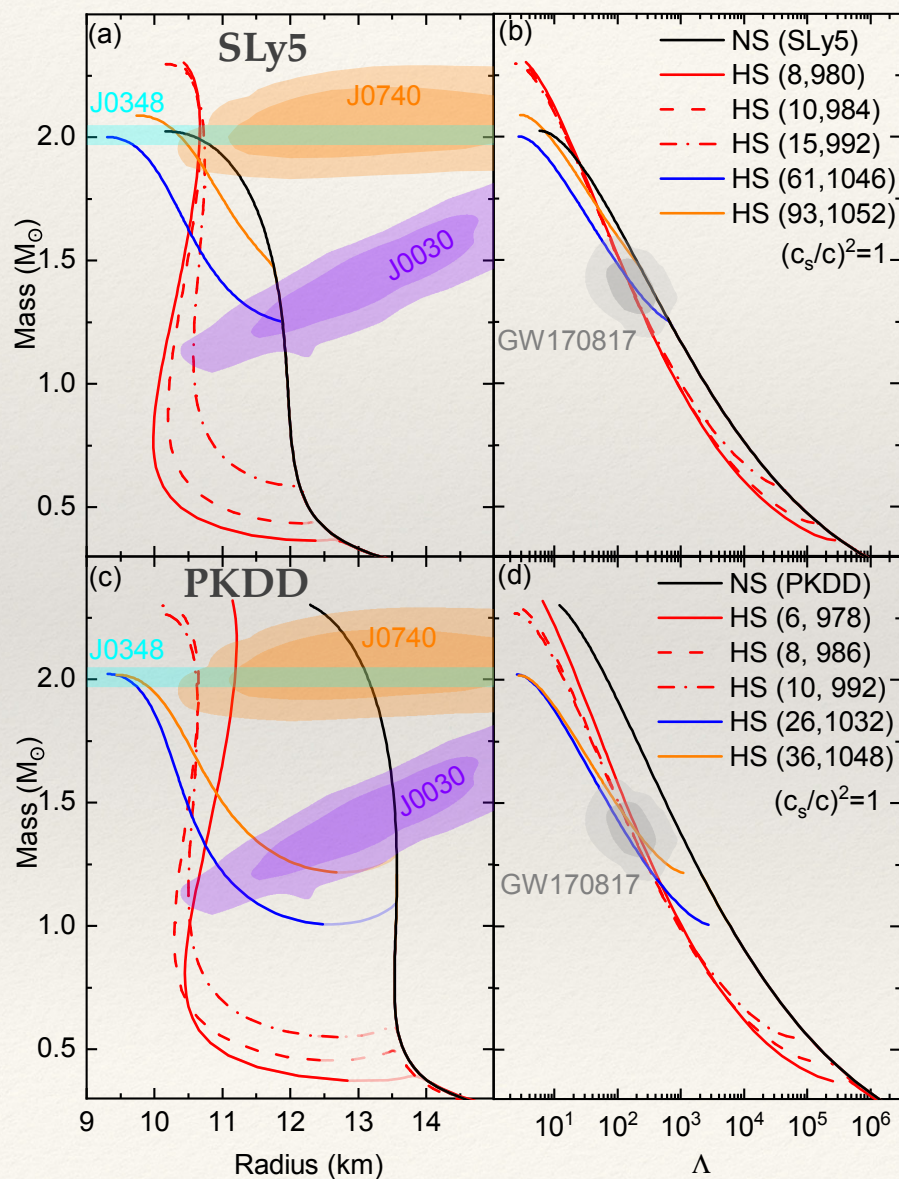 (a)
SLy5
J0348
J0740
J0030
2.0
1.5
1.0
0.5
Mass (M☉)
(b)
NS (SLy5)
HS (8,980)
HS (10,984)
HS (15,992)
HS (61,1046)
HS (93,1052)
(cₛ/c)²=1
GW170817
(c)
PKDD
J0348
J0740
J0030
2.0
1.5
1.0
0.5
Mass (M☉)
9 10 11 12 13 14
Radius (km)
(d)
NS (PKDD)
HS (6, 978)
HS (8, 986)
HS (10, 992)
HS (26,1032)
HS (36,1048)
(cₛ/c)²=1
GW170817
10¹ 10² 10³ 10⁴ 10⁵ 10⁶
Λ